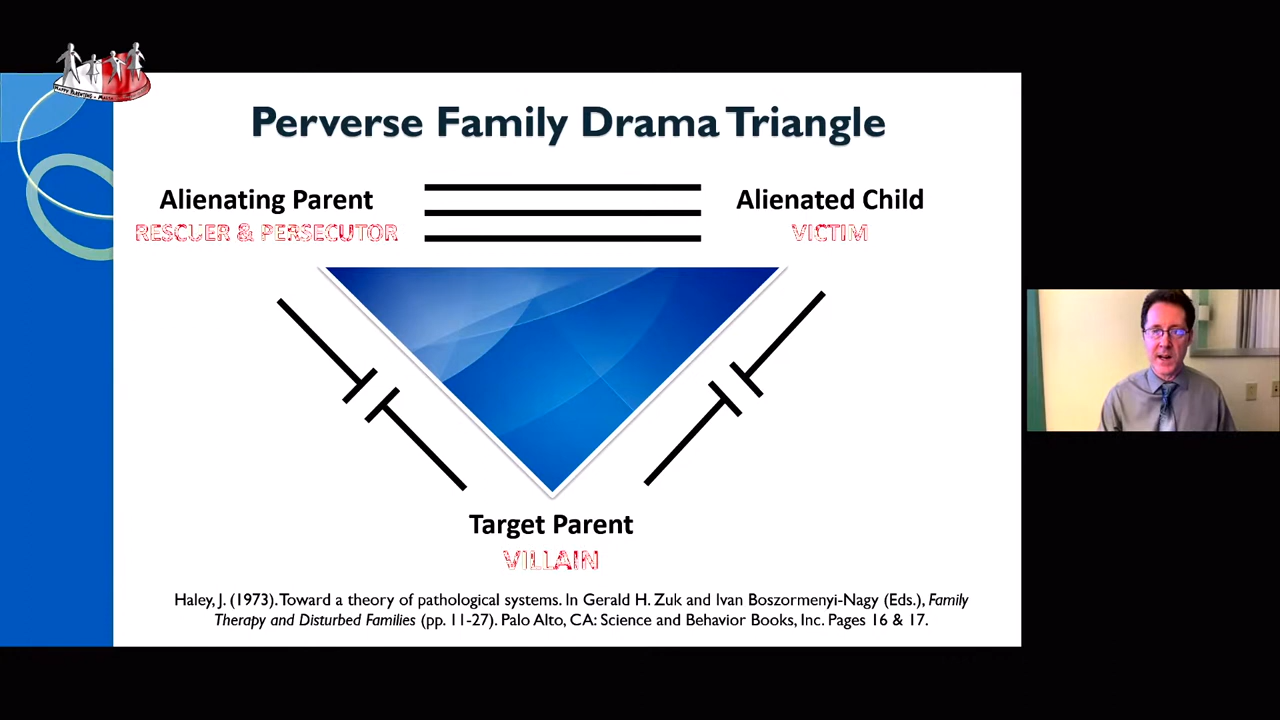 Perverse Family Drama Triangle
Alienating Parent
RESCUER & PERSECUTOR
Alienated Child
VICTIM
Target Parent
VILLAIN
Haley, J. (1973). Toward a theory of pathological systems. In Gerald H. Zuk and Ivan Boszormenyi-Nagy (Eds.), Family
Therapy and Disturbed Families (pp. 11-27). Palo Alto, CA: Science and Behavior Books, Inc. Pages 16 & 17.